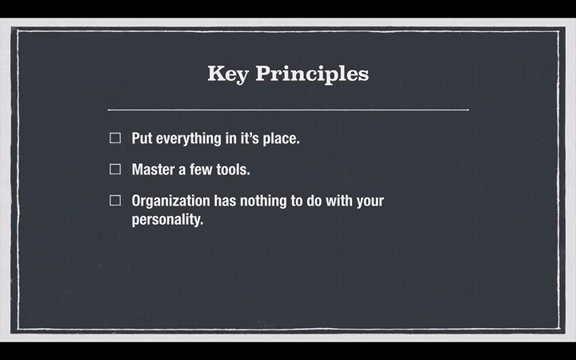 Key Principles
Put everything in it's place.
Master a few tools.
Organization has nothing to do with your
personality.